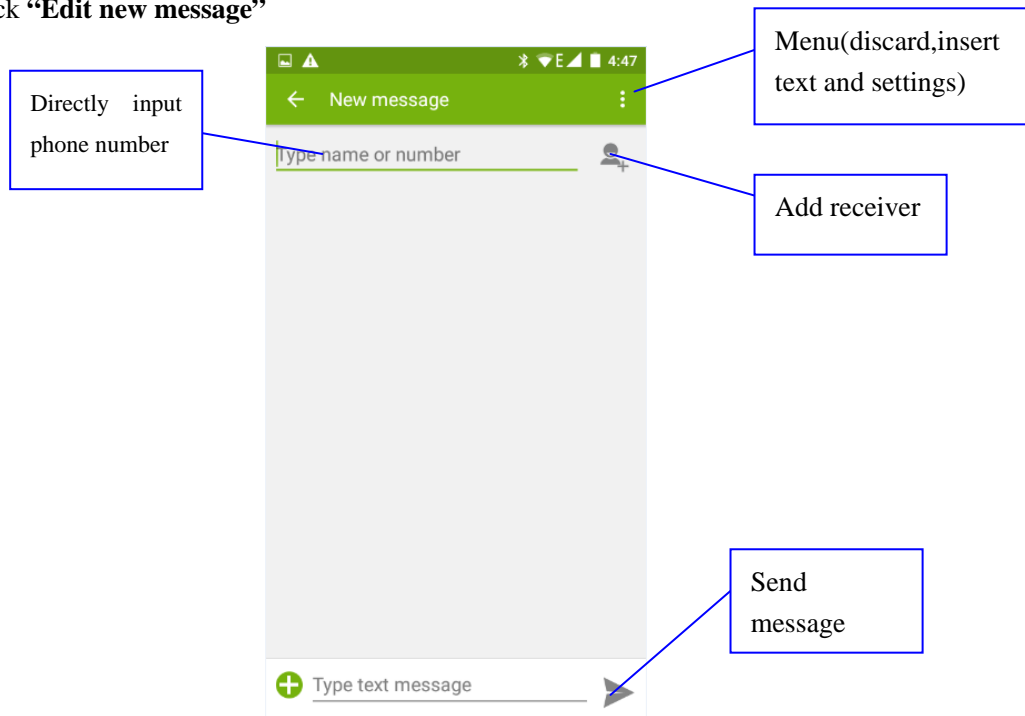 ck “Edit new message”
Menu(discard,insert
text and settings)
E 4:47
Directly input
phone number
New message
Type name or number
Add receiver
Send
message
Type text message